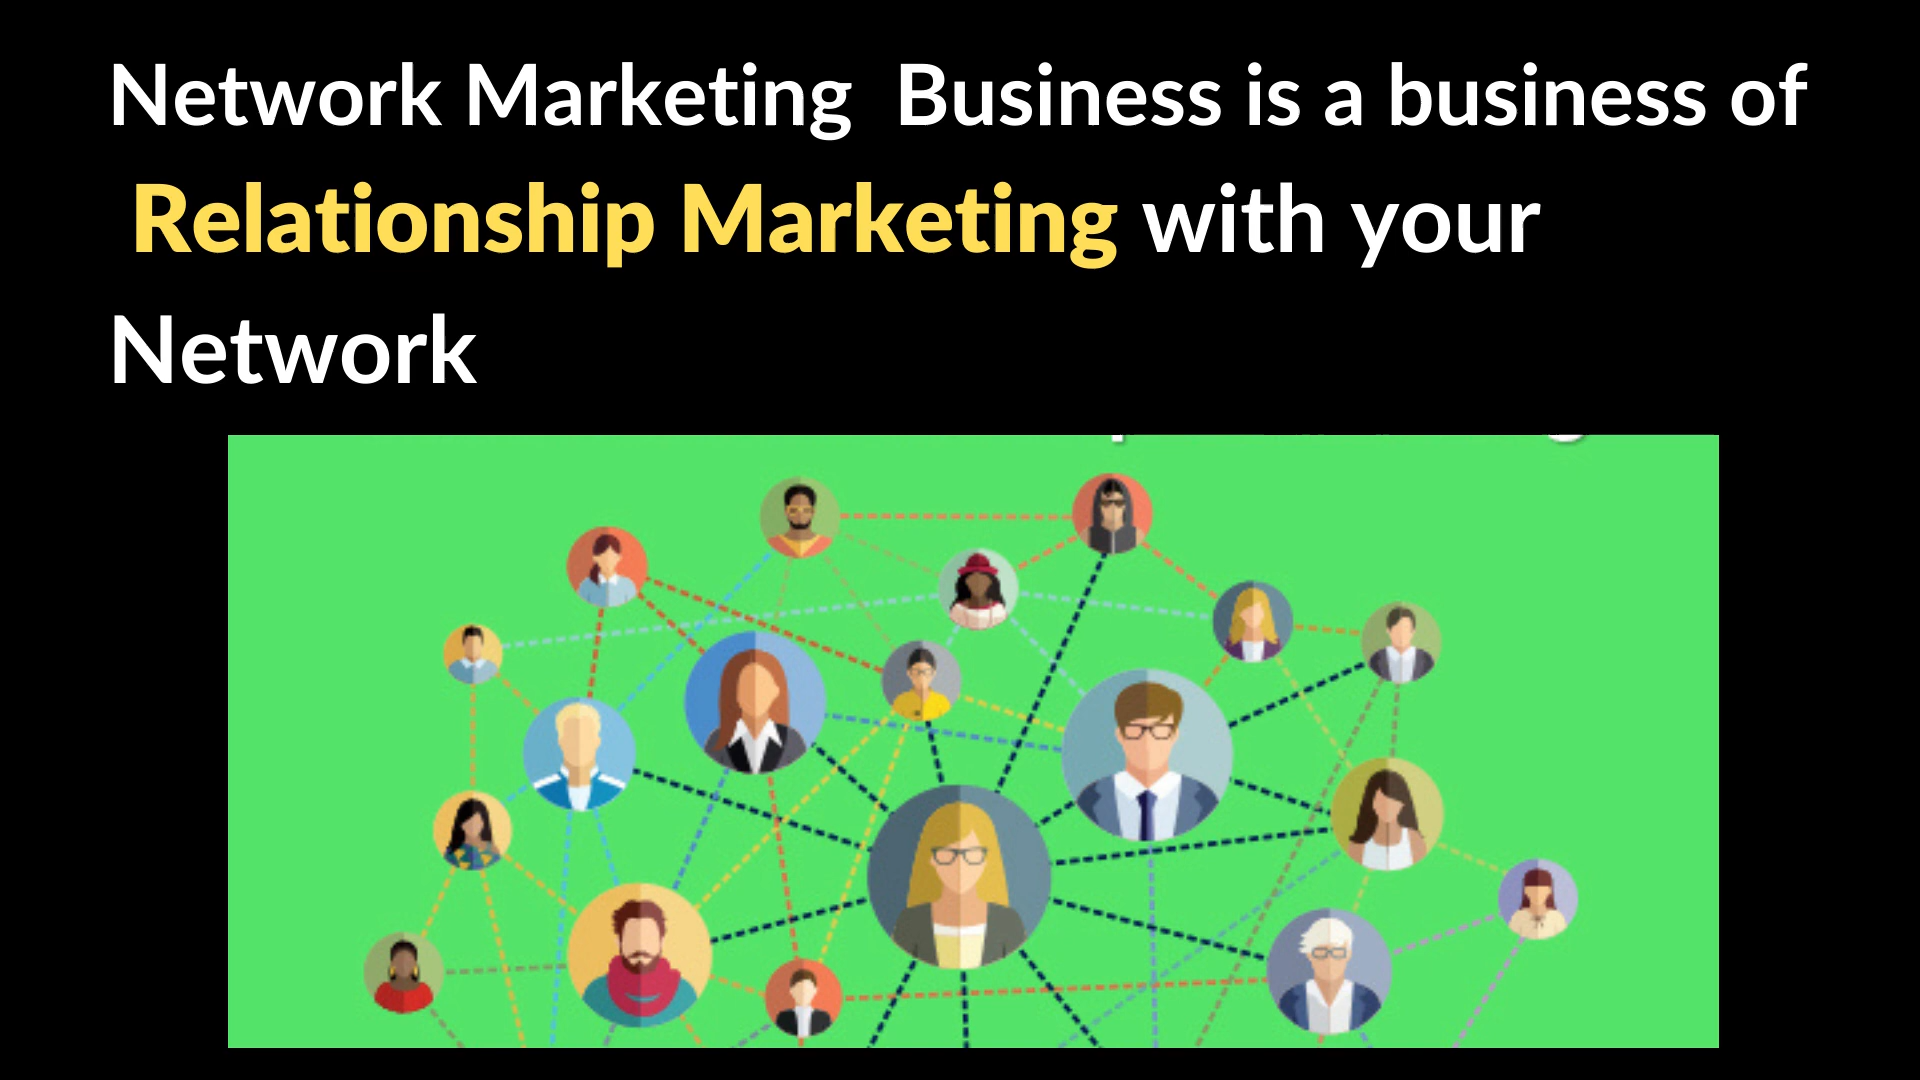 Network Marketing  Business is a business of
Relationship Marketing with your
Network